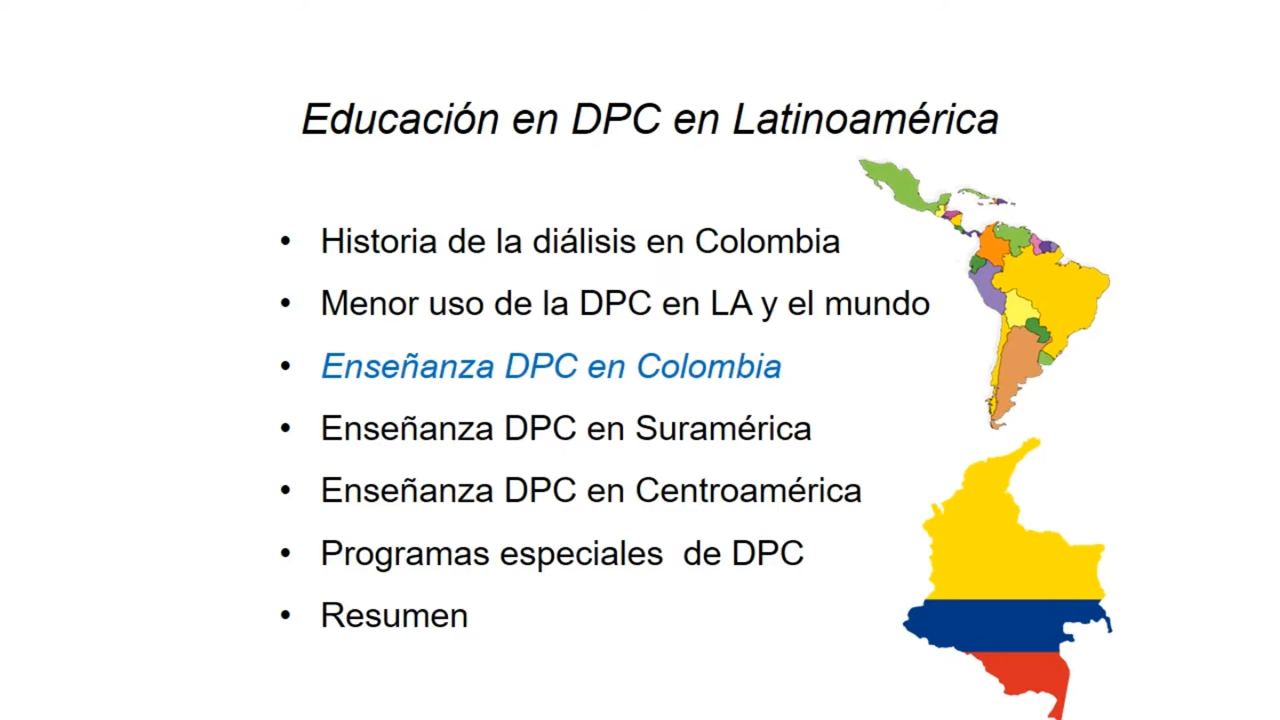 Educación en DPC en Latinoamérica
• Historia de la diálisis en Colombia
• Menor uso de la DPC en LA y el mundo
• Enseñanza DPC en Colombia
• Enseñanza DPC en Suramérica
• Enseñanza DPC en Centroamérica
• Programas especiales de DPC
• Resumen